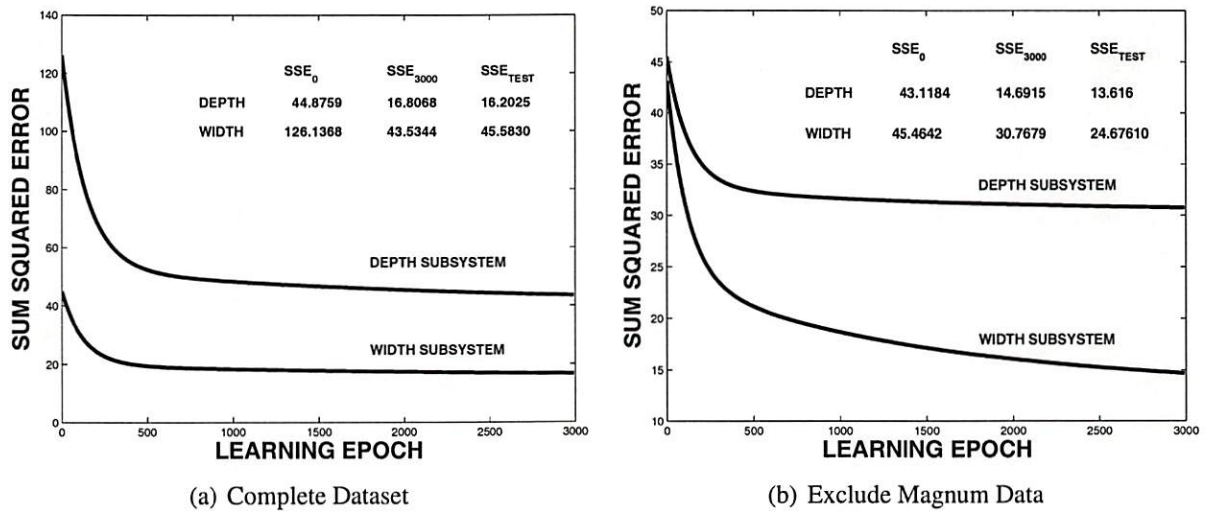 SUM SQUARED ERROR
140
120
100
80
60
40
20
0
SSE0 SSE3000 SSETEST
DEPTH 44.8759 16.8068 16.2025
WIDTH 126.1368 43.5344 45.5830
DEPTH SUBSYSTEM
WIDTH SUBSYSTEM
0 500 1000 1500 2000 2500 3000
LEARNING EPOCH
(a) Complete Dataset
SUM SQUARED ERROR
50
45
40
35
30
25
20
15
10
SSE0 SSE3000 SSETEST
DEPTH 43.1184 14.6915 13.616
WIDTH 45.4642 30.7679 24.67610
DEPTH SUBSYSTEM
WIDTH SUBSYSTEM
0 500 1000 1500 2000 2500 3000
LEARNING EPOCH
(b) Exclude Magnum Data